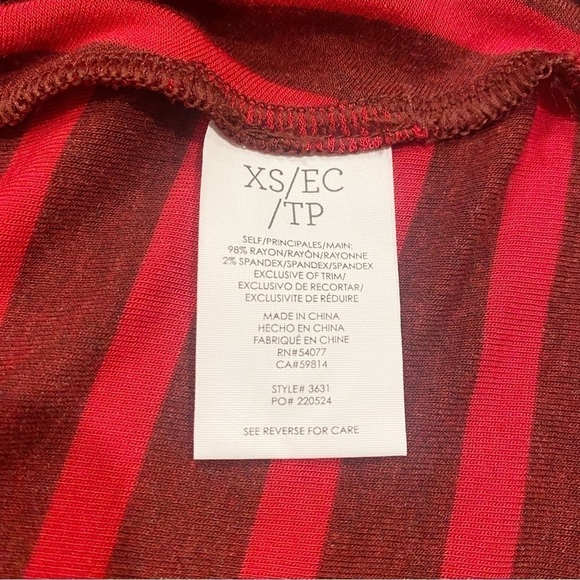 XS/EC
/TP
SELF/PRINCIPALES/MAIN:
98% RAYON/RAYÓN/RAYONNE
2% SPANDEX/SPANDEX/SPANDEX
EXCLUSIVE OF TRIM/
EXCLUSIVO DE RECORTAR/
EXCLUSIVITE DE RÉDUIRE
MADE IN CHINA
HECHO EN CHINA
FABRIQUÉ EN CHINE
RN#54077
CA#59814
STYLE# 3631
PO# 220524
SEE REVERSE FOR CARE